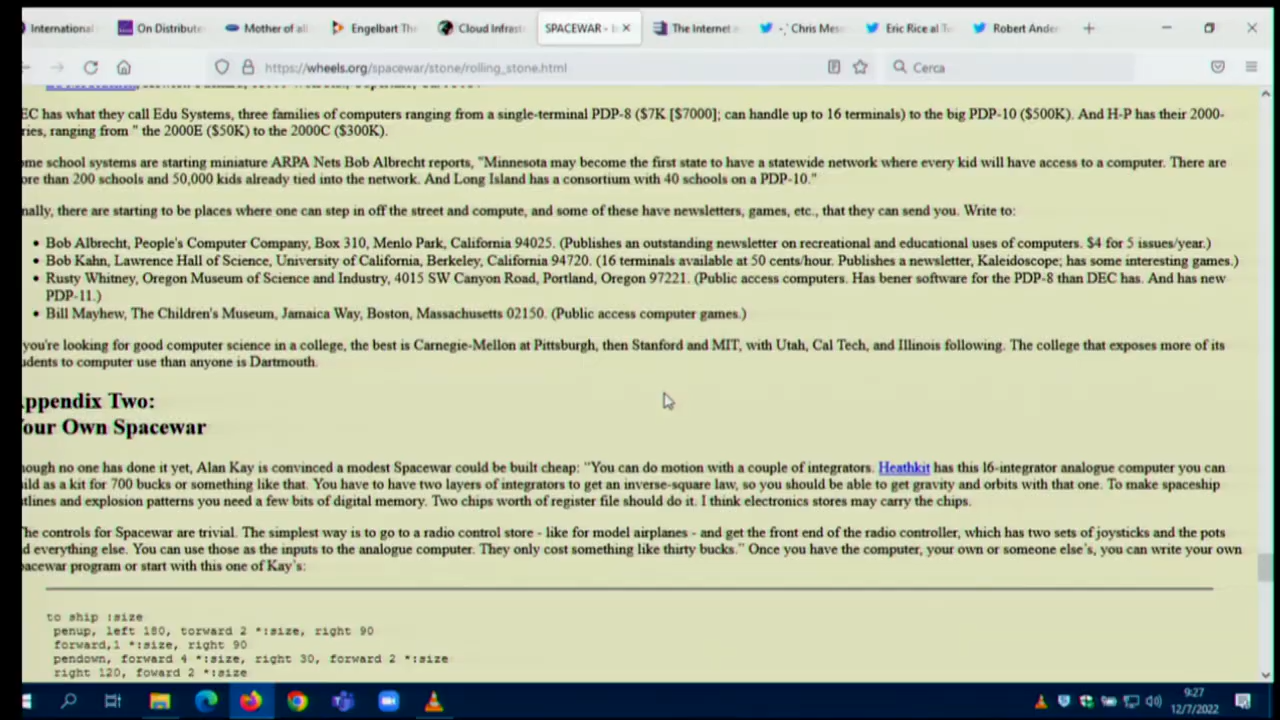 International
On Distribute
Mother of all
Engelbart The
Cloud Infrast
SPACEWAR - b
The Internet
Chris Mes
Eric Rice al T
Robert Ander
https://wheels.org/spacewar/stone/rolling_stone.html
Cerca
EC has what they call Edu Systems, three families of computers ranging from a single-terminal PDP-8 ($7K [$7000]; can handle up to 16 terminals) to the big PDP-10 ($500K). And H-P has their 2000-
ries, ranging from " the 2000E ($50K) to the 2000C ($300K).
me school systems are starting miniature ARPA Nets Bob Albrecht reports, "Minnesota may become the first state to have a statewide network where every kid will have access to a computer. There are
ore than 200 schools and 50,000 kids already tied into the network. And Long Island has a consortium with 40 schools on a PDP-10."
nally, there are starting to be places where one can step in off the street and compute, and some of these have newsletters, games, etc., that they can send you. Write to:
• Bob Albrecht, People's Computer Company, Box 310, Menlo Park, California 94025. (Publishes an outstanding newsletter on recreational and educational uses of computers. $4 for 5 issues/year.)
• Bob Kahn, Lawrence Hall of Science, University of California, Berkeley, California 94720. (16 terminals available at 50 cents/hour. Publishes a newsletter, Kaleidoscope; has some interesting games.)
• Rusty Whitney, Oregon Museum of Science and Industry, 4015 SW Canyon Road, Portland, Oregon 97221. (Public access computers. Has bener software for the PDP-8 than DEC has. And has new
PDP-11.)
• Bill Mayhew, The Children's Museum, Jamaica Way, Boston, Massachusetts 02150. (Public access computer games.)
you're looking for good computer science in a college, the best is Carnegie-Mellon at Pittsburgh, then Stanford and MIT, with Utah, Cal Tech, and Illinois following. The college that exposes more of its
udents to computer use than anyone is Dartmouth.
ppendix Two:
our Own Spacewar
ough no one has done it yet, Alan Kay is convinced a modest Spacewar could be built cheap: "You can do motion with a couple of integrators. Heathkit has this l6-integrator analogue computer you can
ild as a kit for 700 bucks or something like that. You have to have two layers of integrators to get an inverse-square law, so you should be able to get gravity and orbits with that one. To make spaceship
tlines and explosion patterns you need a few bits of digital memory. Two chips worth of register file should do it. I think electronics stores may carry the chips.
he controls for Spacewar are trivial. The simplest way is to go to a radio control store - like for model airplanes - and get the front end of the radio controller, which has two sets of joysticks and the pots
d everything else. You can use those as the inputs to the analogue computer. They only cost something like thirty bucks." Once you have the computer, your own or someone else's, you can write your own
acewar program or start with this one of Kay's:
to ship :size
penup, left 180, torward 2 *:size, right 90
forward,1 *:size, right 90
pendown, forward 4 *:size, right 30, forward 2 *:size
right 120, foward 2 *:size
9:27
12/7/2022